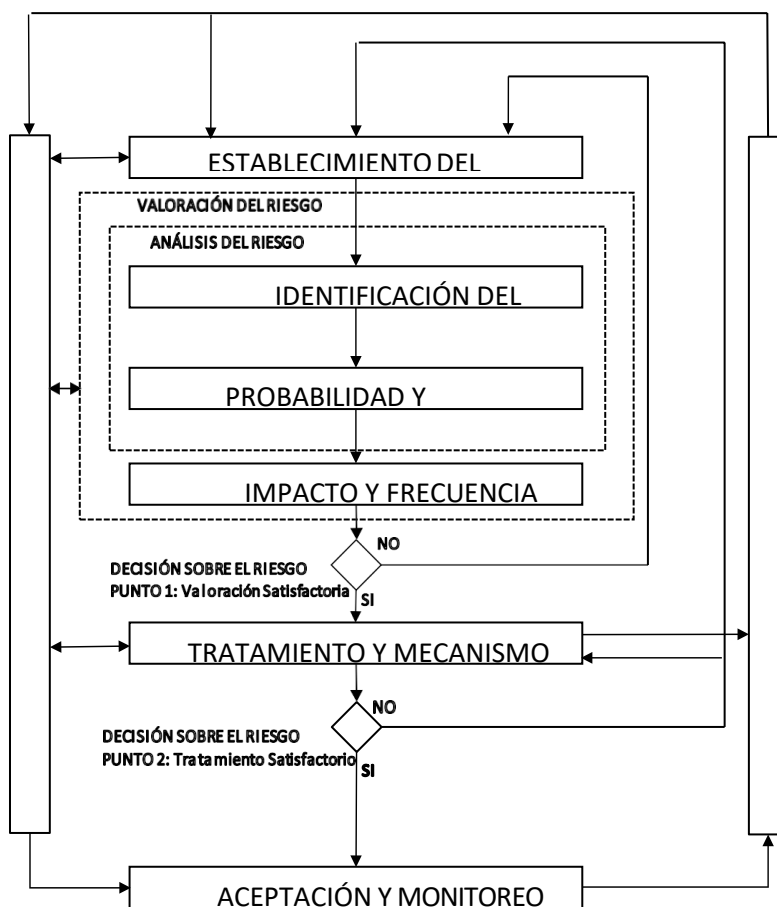 ESTABLECIMIENTO DEL
VALORACIÓN DEL RIESGO
ANÁLISIS DEL RIESGO
IDENTIFICACIÓN DEL
PROBABILIDAD Y
IMPACTO Y FRECUENCIA
NO
DECISIÓN SOBRE EL RIESGO
PUNTO 1: Valoración Satisfactoria
SI
TRATAMIENTO Y MECANISMO
NO
DECISIÓN SOBRE EL RIESGO
PUNTO 2: Tratamiento Satisfactorio
SI
ACEPTACIÓN Y MONITOREO